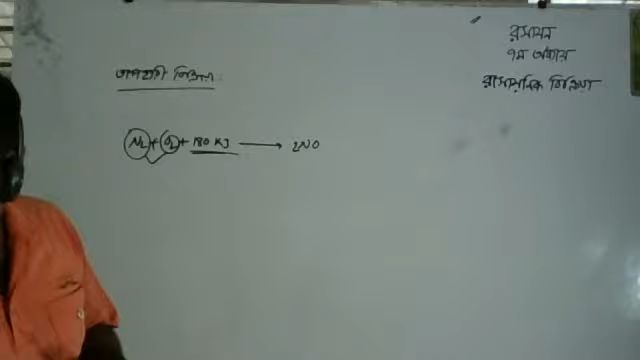 রসায়ন
৭ম অধ্যায়
রাসায়নিক বিক্রিয়া
তাপহারী বিক্রিয়া:
N₂ + O₂ + 180 KJ ⟶ 2NO